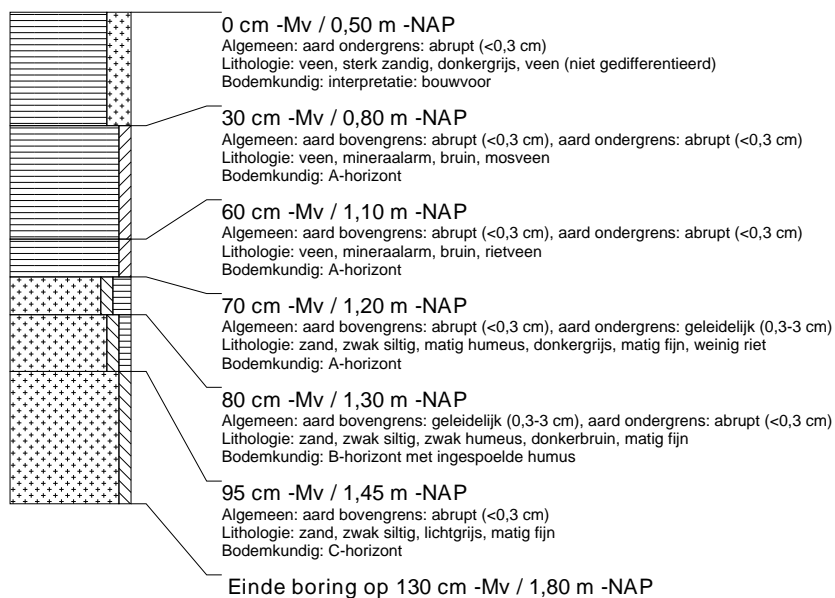 0 cm -Mv / 0,50 m -NAP
Algemeen: aard ondergrens: abrupt (<0,3 cm)
Lithologie: veen, sterk zandig, donkergrijs, veen (niet gedifferentieerd)
Bodemkundig: interpretatie: bouwvoor
30 cm -Mv / 0,80 m -NAP
Algemeen: aard bovengrens: abrupt (<0,3 cm), aard ondergrens: abrupt (<0,3 cm)
Lithologie: veen, mineraalarm, bruin, mosveen
Bodemkundig: A-horizont
60 cm -Mv / 1,10 m -NAP
Algemeen: aard bovengrens: abrupt (<0,3 cm), aard ondergrens: abrupt (<0,3 cm)
Lithologie: veen, mineraalarm, bruin, rietveen
Bodemkundig: A-horizont
70 cm -Mv / 1,20 m -NAP
Algemeen: aard bovengrens: abrupt (<0,3 cm), aard ondergrens: geleidelijk (0,3-3 cm)
Lithologie: zand, zwak siltig, matig humeus, donkergrijs, matig fijn, weinig riet
Bodemkundig: A-horizont
80 cm -Mv / 1,30 m -NAP
Algemeen: aard bovengrens: geleidelijk (0,3-3 cm), aard ondergrens: abrupt (<0,3 cm)
Lithologie: zand, zwak siltig, zwak humeus, donkerbruin, matig fijn
Bodemkundig: B-horizont met ingespoelde humus
95 cm -Mv / 1,45 m -NAP
Algemeen: aard bovengrens: abrupt (<0,3 cm)
Lithologie: zand, zwak siltig, lichtgrijs, matig fijn
Bodemkundig: C-horizont
Einde boring op 130 cm -Mv / 1,80 m -NAP